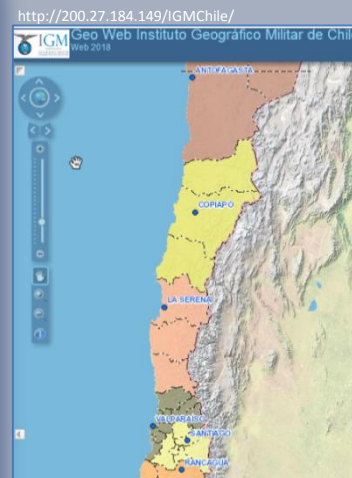 http://200.27.184.149/IGMChile/
IGM
Geo Web Instituto Geográfico Militar de Chil
Web 2018
ANTOFAGASTA
COPIAPO
LA SERENA
VALPARAISO
SANTIAGO
RANCAGUA